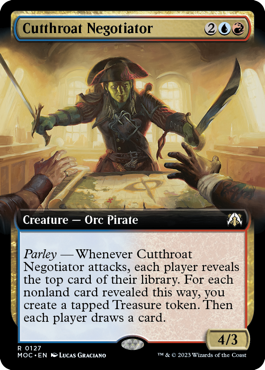 Cutthroat Negotiator 2
Creature — Orc Pirate
Parley — Whenever Cutthroat
Negotiator attacks, each player reveals
the top card of their library. For each
nonland card revealed this way, you
create a tapped Treasure token. Then
each player draws a card.
4/3
R 0127
MOC • EN LUCAS GRACIANO
™ & © 2023 Wizards of the Coast